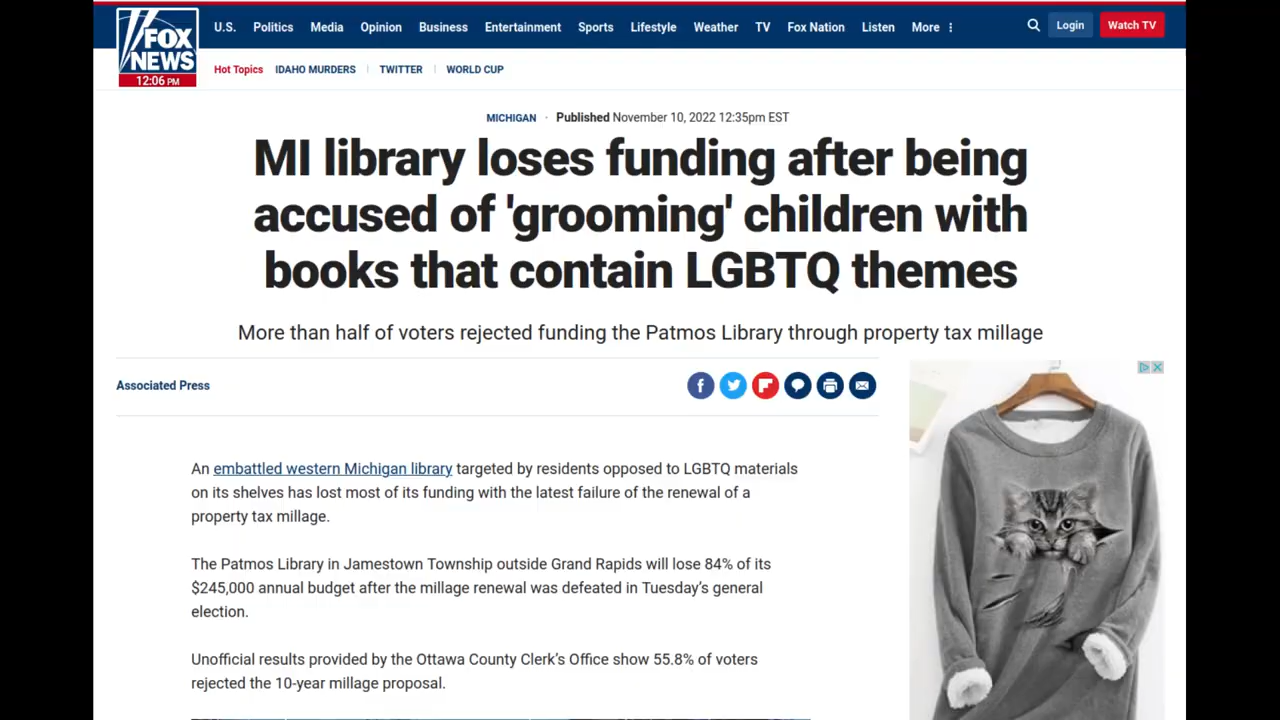 FOX
NEWS
12:06 PM
U.S. Politics Media Opinion Business Entertainment Sports Lifestyle Weather TV Fox Nation Listen More Login Watch TV
Hot Topics IDAHO MURDERS TWITTER WORLD CUP
MICHIGAN · Published November 10, 2022 12:35pm EST
MI library loses funding after being
accused of 'grooming' children with
books that contain LGBTQ themes
More than half of voters rejected funding the Patmos Library through property tax millage
Associated Press
An embattled western Michigan library targeted by residents opposed to LGBTQ materials
on its shelves has lost most of its funding with the latest failure of the renewal of a
property tax millage.
The Patmos Library in Jamestown Township outside Grand Rapids will lose 84% of its
$245,000 annual budget after the millage renewal was defeated in Tuesday’s general
election.
Unofficial results provided by the Ottawa County Clerk’s Office show 55.8% of voters
rejected the 10-year millage proposal.